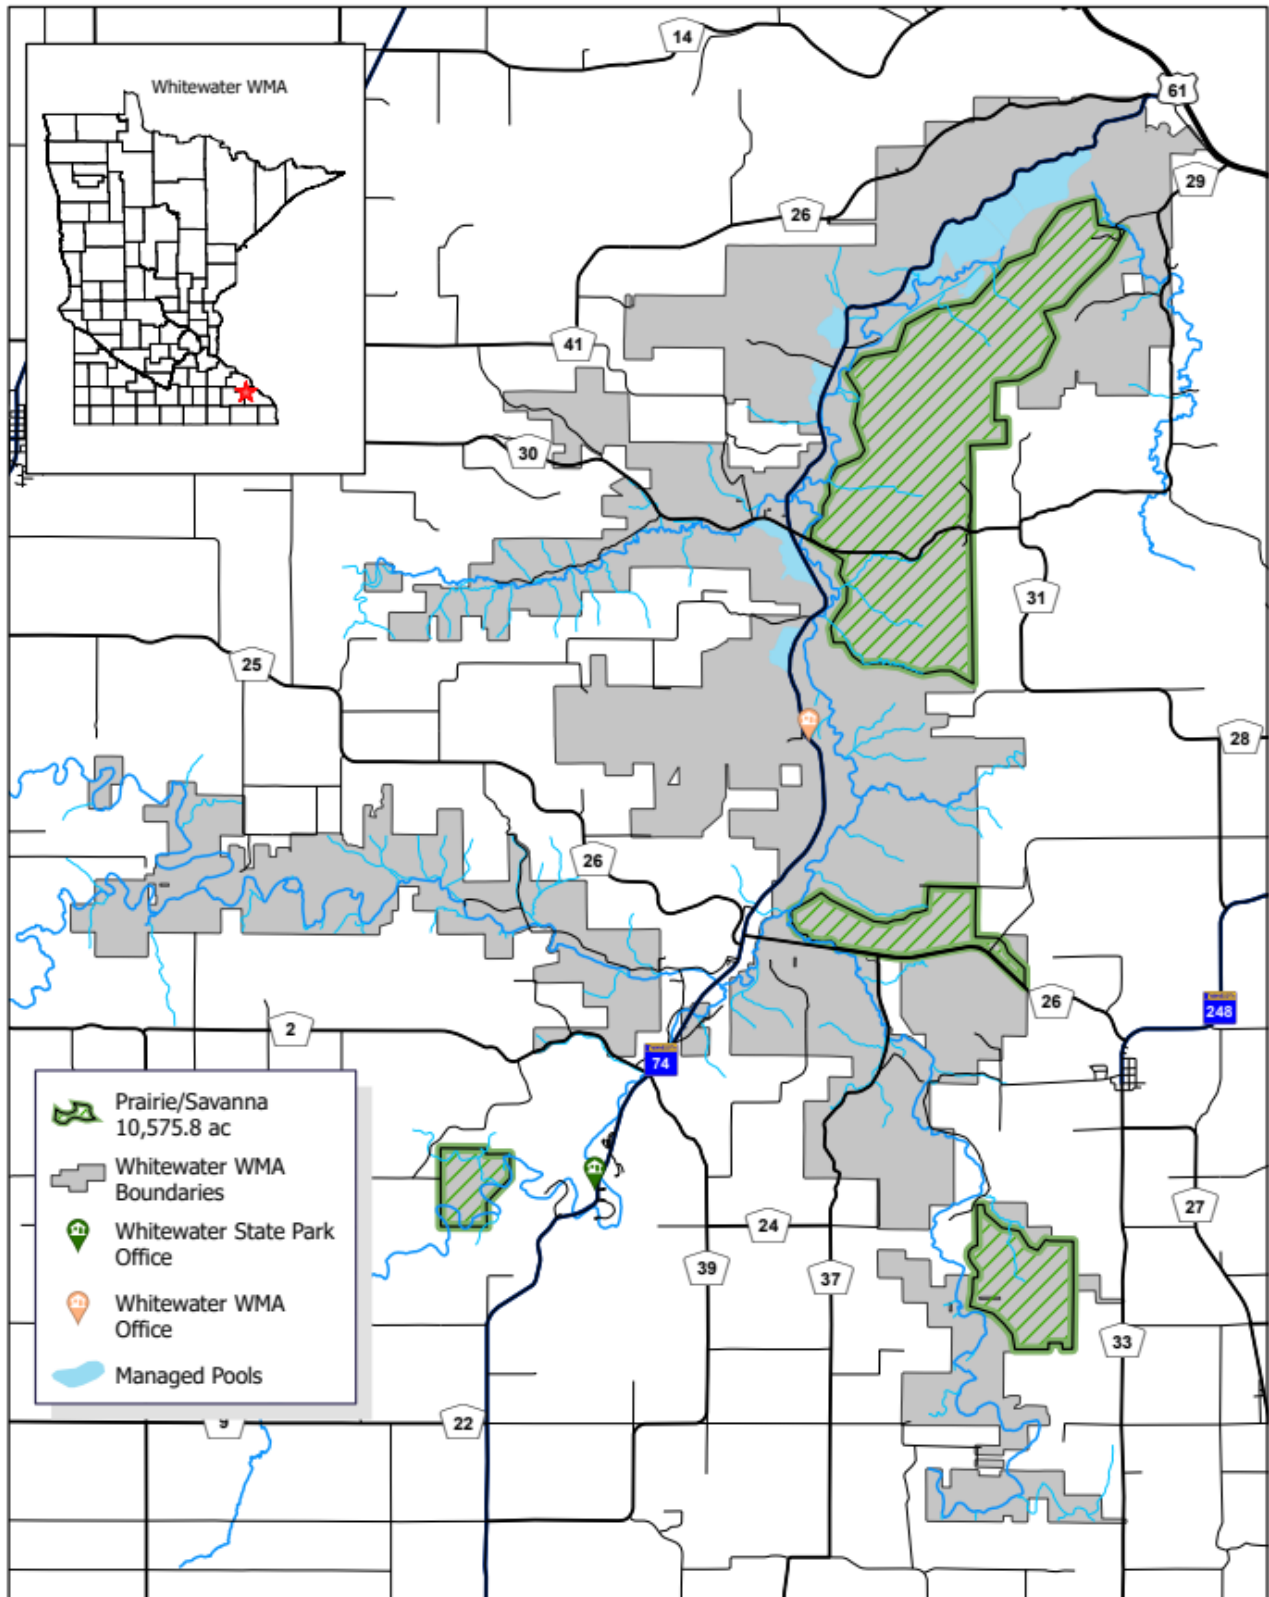 14
Whitewater WMA
61
29
26
41
30
31
25
28
26
26
2
248
74
Prairie/Savanna
10,575.8 ac
Whitewater WMA
Boundaries
Whitewater State Park
Office
Whitewater WMA
Office
Managed Pools
27
24
39
37
33
9
22